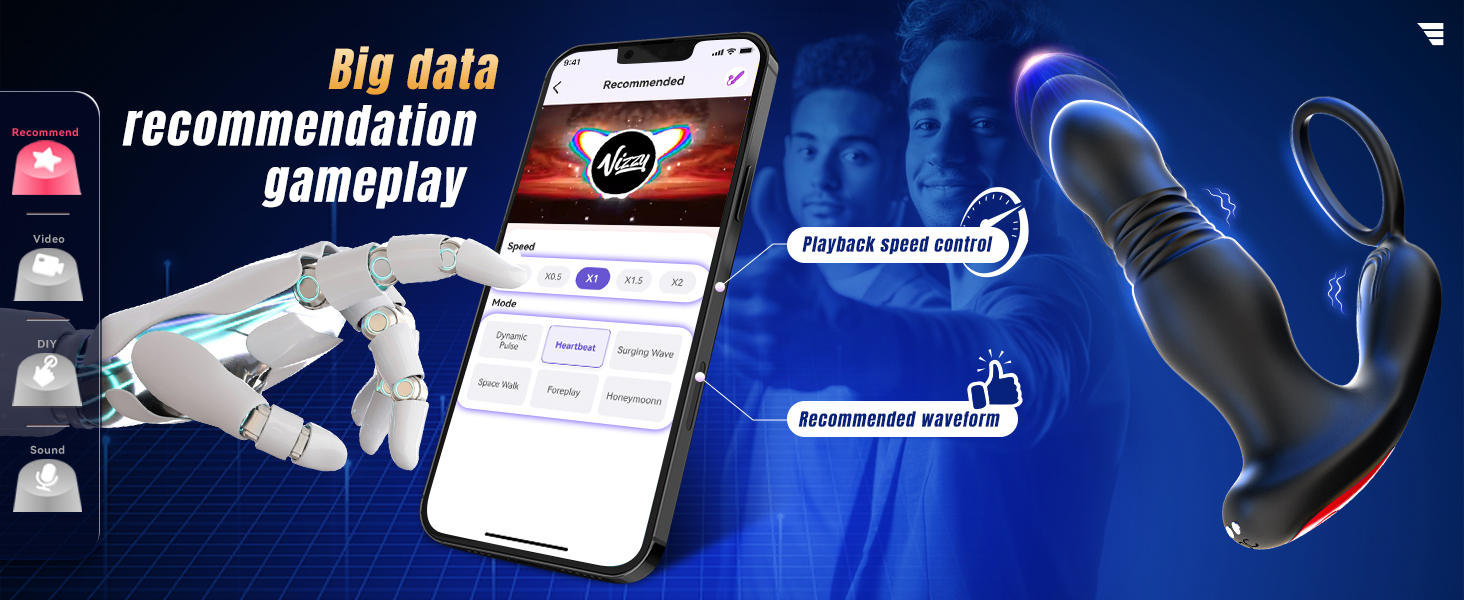 Big data
recommendation
gameplay
Recommend
Video
DIY
Sound
9:41
Recommended
Nizzy
Speed
X0.5
X1
X1.5
X2
Mode
Dynamic
Pulse
Heartbeat
Surging Wave
Space Walk
Foreplay
Honeymoonn
Playback speed control
Recommended waveform